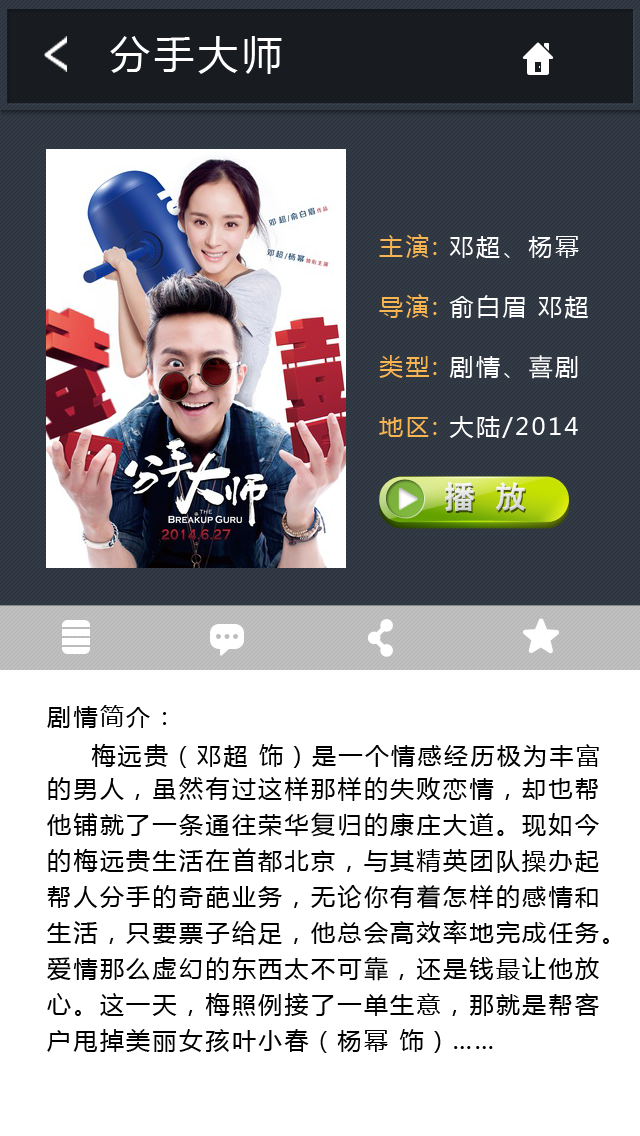 分手大师
邓超/俞白眉作品
邓超/杨幂领衔主演
喜
囍
分手大师
THE
BREAKUP GURU
2014.6.27
主演: 邓超、杨幂
导演: 俞白眉 邓超
类型: 剧情、喜剧
地区: 大陆/2014
播 放
剧情简介：
梅远贵（邓超 饰）是一个情感经历极为丰富
的男人，虽然有过这样那样的失败恋情，却也帮
他铺就了一条通往荣华复归的康庄大道。现如今
的梅远贵生活在首都北京，与其精英团队操办起
帮人分手的奇葩业务，无论你有着怎样的感情和
生活，只要票子给足，他总会高效率地完成任务。
爱情那么虚幻的东西太不可靠，还是钱最让他放
心。这一天，梅照例接了一单生意，那就是帮客
户甩掉美丽女孩叶小春（杨幂 饰）……